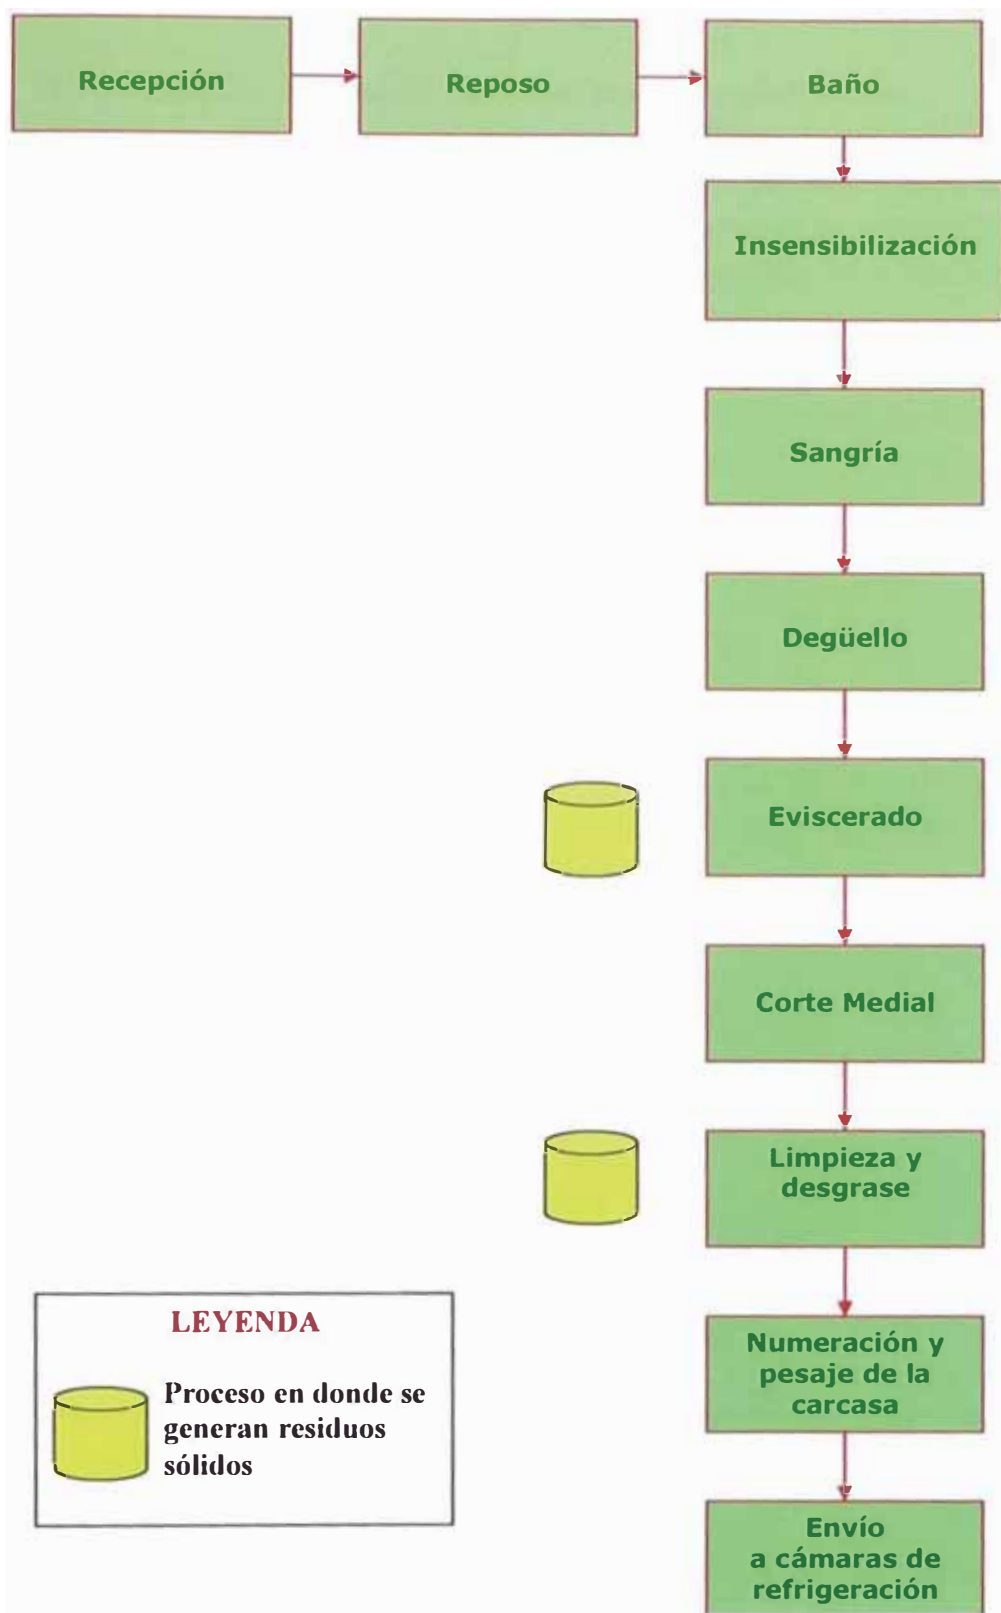 Recepción
Reposo
Baño
Insensibilización
Sangría
Degüello
Eviscerado
Corte Medial
Limpieza y
desgrase
Numeración y
pesaje de la
carcasa
Envío
a cámaras de
refrigeración
LEYENDA
Proceso en donde se
generan residuos
sólidos